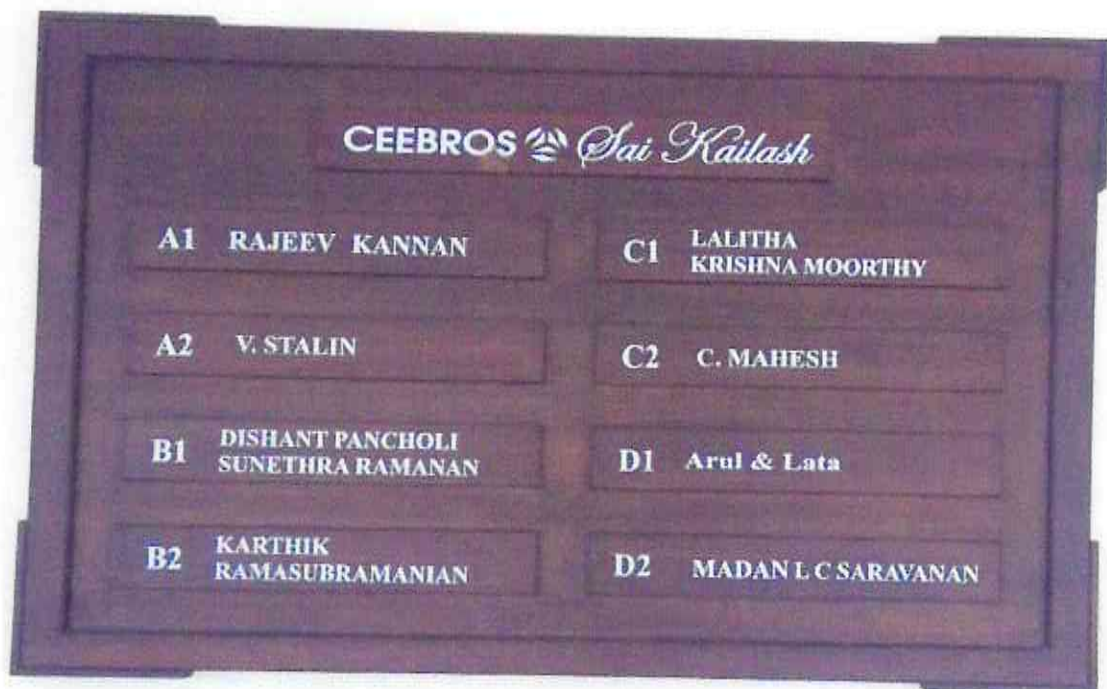 CEEBROS Sai Kailash
A1 RAJEEV KANNAN
A2 V. STALIN
B1 DISHANT PANCHOLI
SUNETHRA RAMANAN
B2 KARTHIK
RAMASUBRAMANIAN
C1 LALITHA
KRISHNA MOORTHY
C2 C. MAHESH
D1 Arul & Lata
D2 MADAN L C SARAVANAN